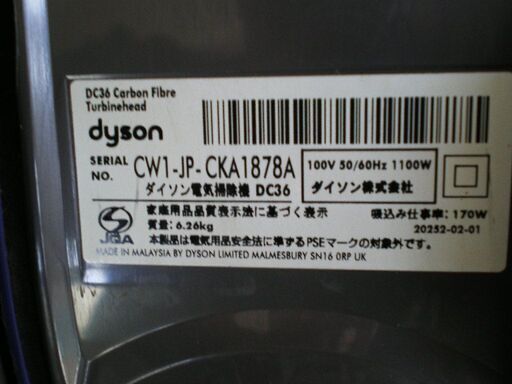 DC36 Carbon Fibre
Turbinehead
dyson
SERIAL NO. CW1-JP-CKA1878A
100V 50/60Hz 1100W
ダイソン電気掃除機 DC36
ダイソン株式会社
JQA
家庭用品品質表示法に基づく表示
吸込み仕事率：170W
質量：6.26kg
20252-02-01
本製品は電気用品安全法に準ずるPSEマークの対象外です。
MADE IN MALAYSIA BY DYSON LIMITED MALMESBURY SN16 0RP UK